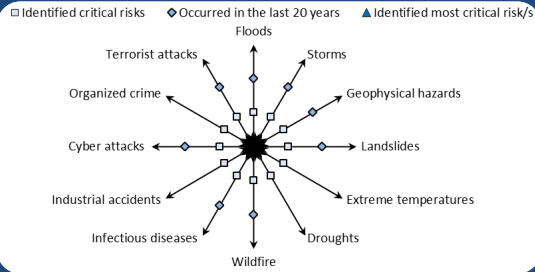 Identified critical risks Occurred in the last 20 years Identified most critical risk/s
Floods
Terrorist attacks Storms
Organized crime Geophysical hazards
Cyber attacks Landslides
Industrial accidents Extreme temperatures
Infectious diseases Droughts
Wildfire